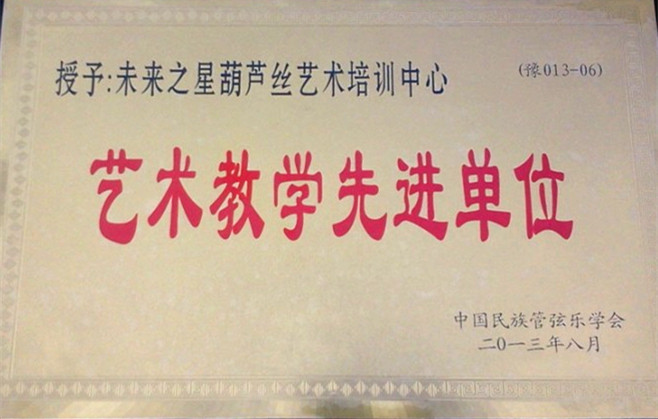 授予:未来之星葫芦丝艺术培训中心 (豫013-06)
艺术教学先进单位
中国民族管弦乐学会
二0一三年八月